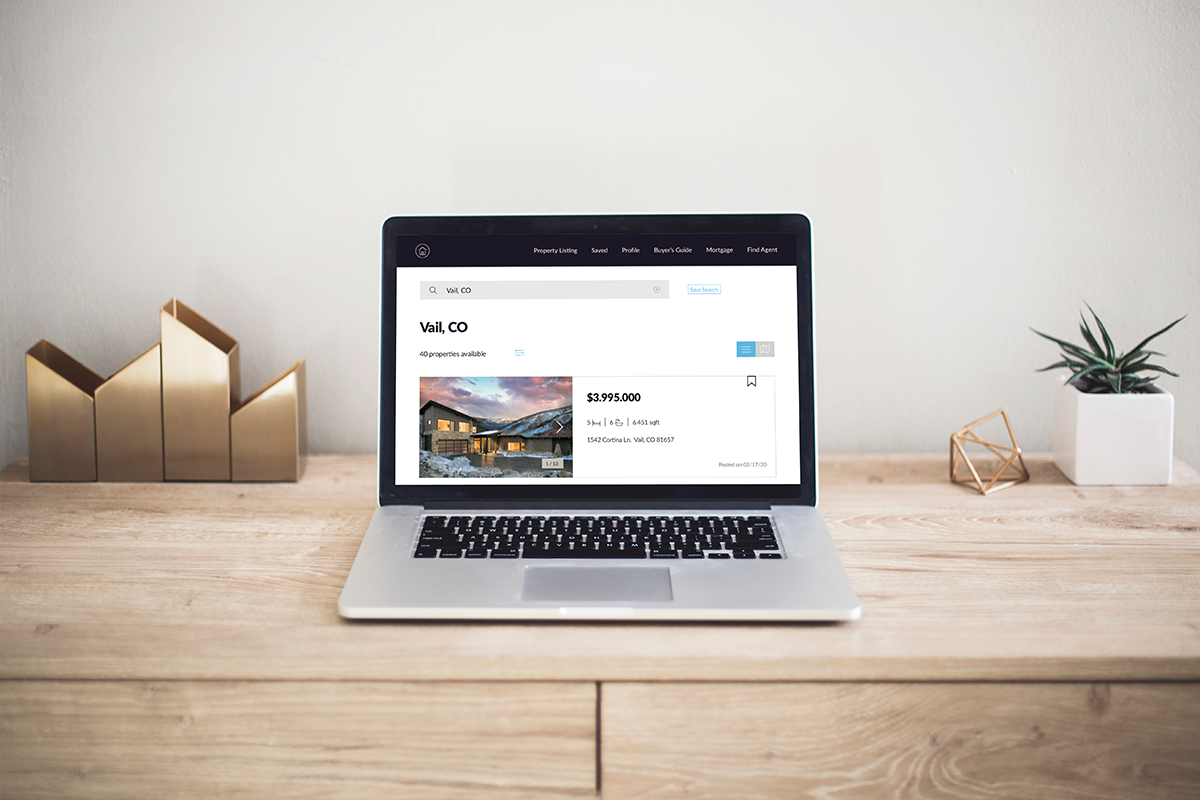 Property Listing Saved Profile Buyer's Guide Mortgage Find Agent
Vail, CO
Save Search
Vail, CO
40 properties available
$3.995.000
5 | 6 | 6.451 sqft
1542 Cortina Ln. Vail, CO 81657
1 / 13
Posted on 02/17/20